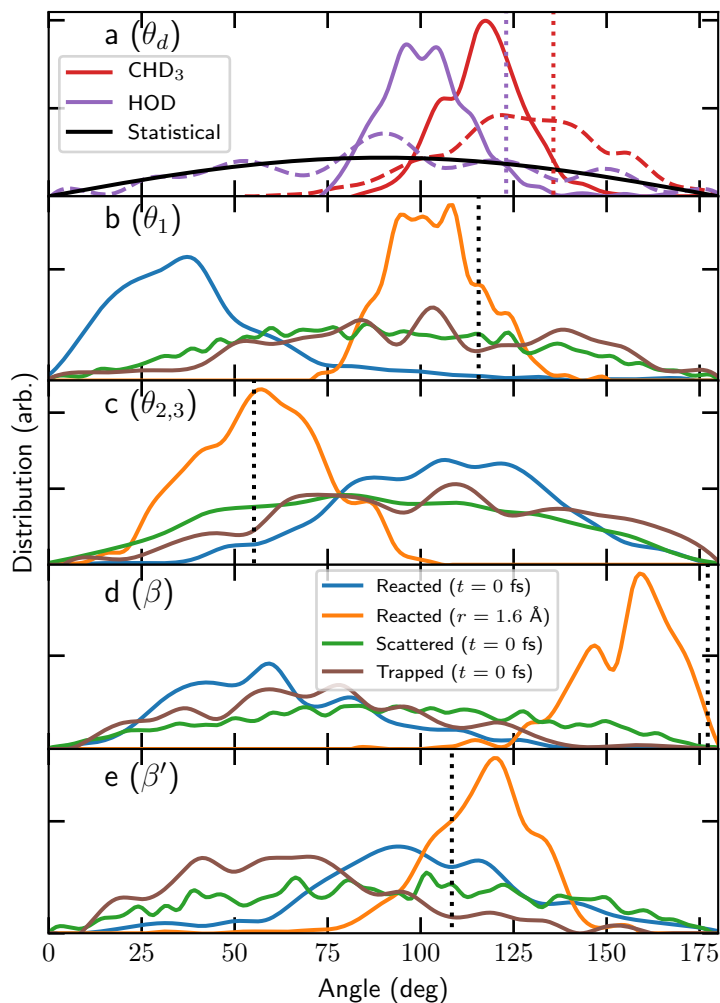 a (θd)
CHD3
HOD
Statistical
b (θ1)
c (θ2,3)
d (β)
Reacted (t = 0 fs)
Reacted (r = 1.6 Å)
Scattered (t = 0 fs)
Trapped (t = 0 fs)
e (β′)
Distribution (arb.)
0 25 50 75 100 125 150 175
Angle (deg)